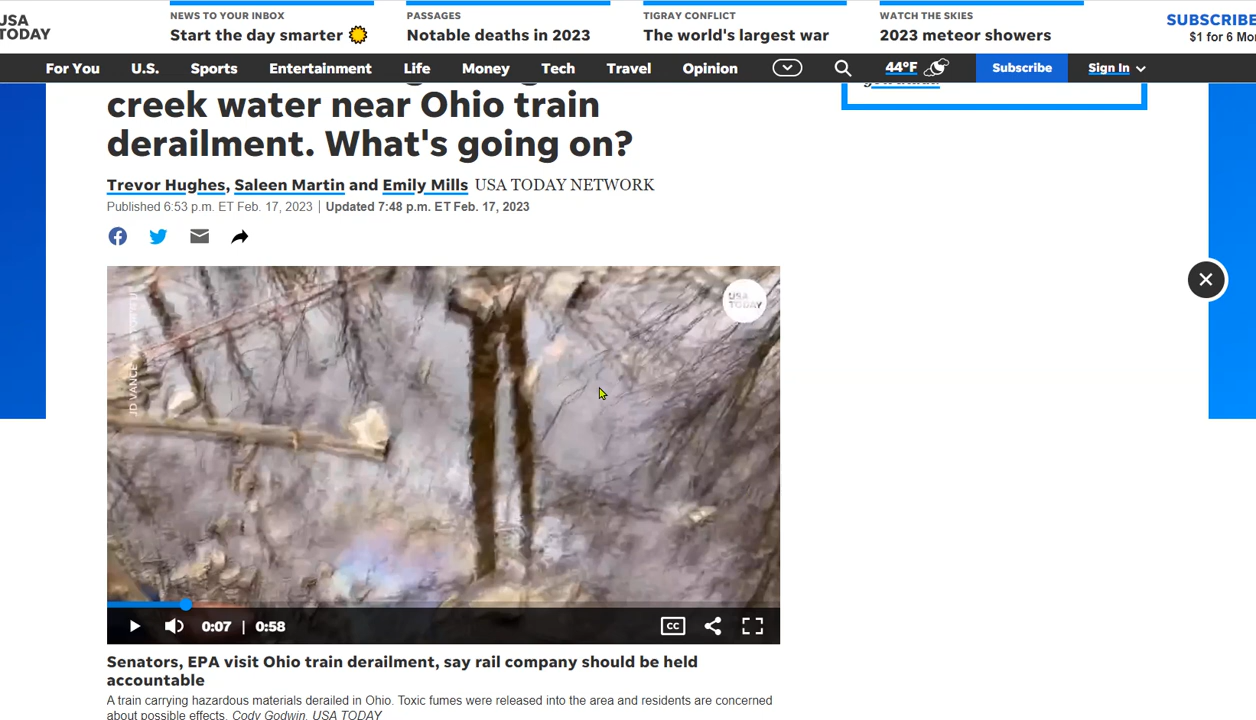 USA
TODAY
NEWS TO YOUR INBOX
Start the day smarter
PASSAGES
Notable deaths in 2023
TIGRAY CONFLICT
The world's largest war
WATCH THE SKIES
2023 meteor showers
SUBSCRIBE
$1 for 6 Mo
For You U.S. Sports Entertainment Life Money Tech Travel Opinion 44°F Subscribe Sign In
creek water near Ohio train
derailment. What's going on?
Trevor Hughes, Saleen Martin and Emily Mills USA TODAY NETWORK
Published 6:53 p.m. ET Feb. 17, 2023 | Updated 7:48 p.m. ET Feb. 17, 2023
USA
TODAY
JD VANCE
0:07 | 0:58
CC
Senators, EPA visit Ohio train derailment, say rail company should be held
accountable
A train carrying hazardous materials derailed in Ohio. Toxic fumes were released into the area and residents are concerned
about possible effects. Cody Godwin, USA TODAY